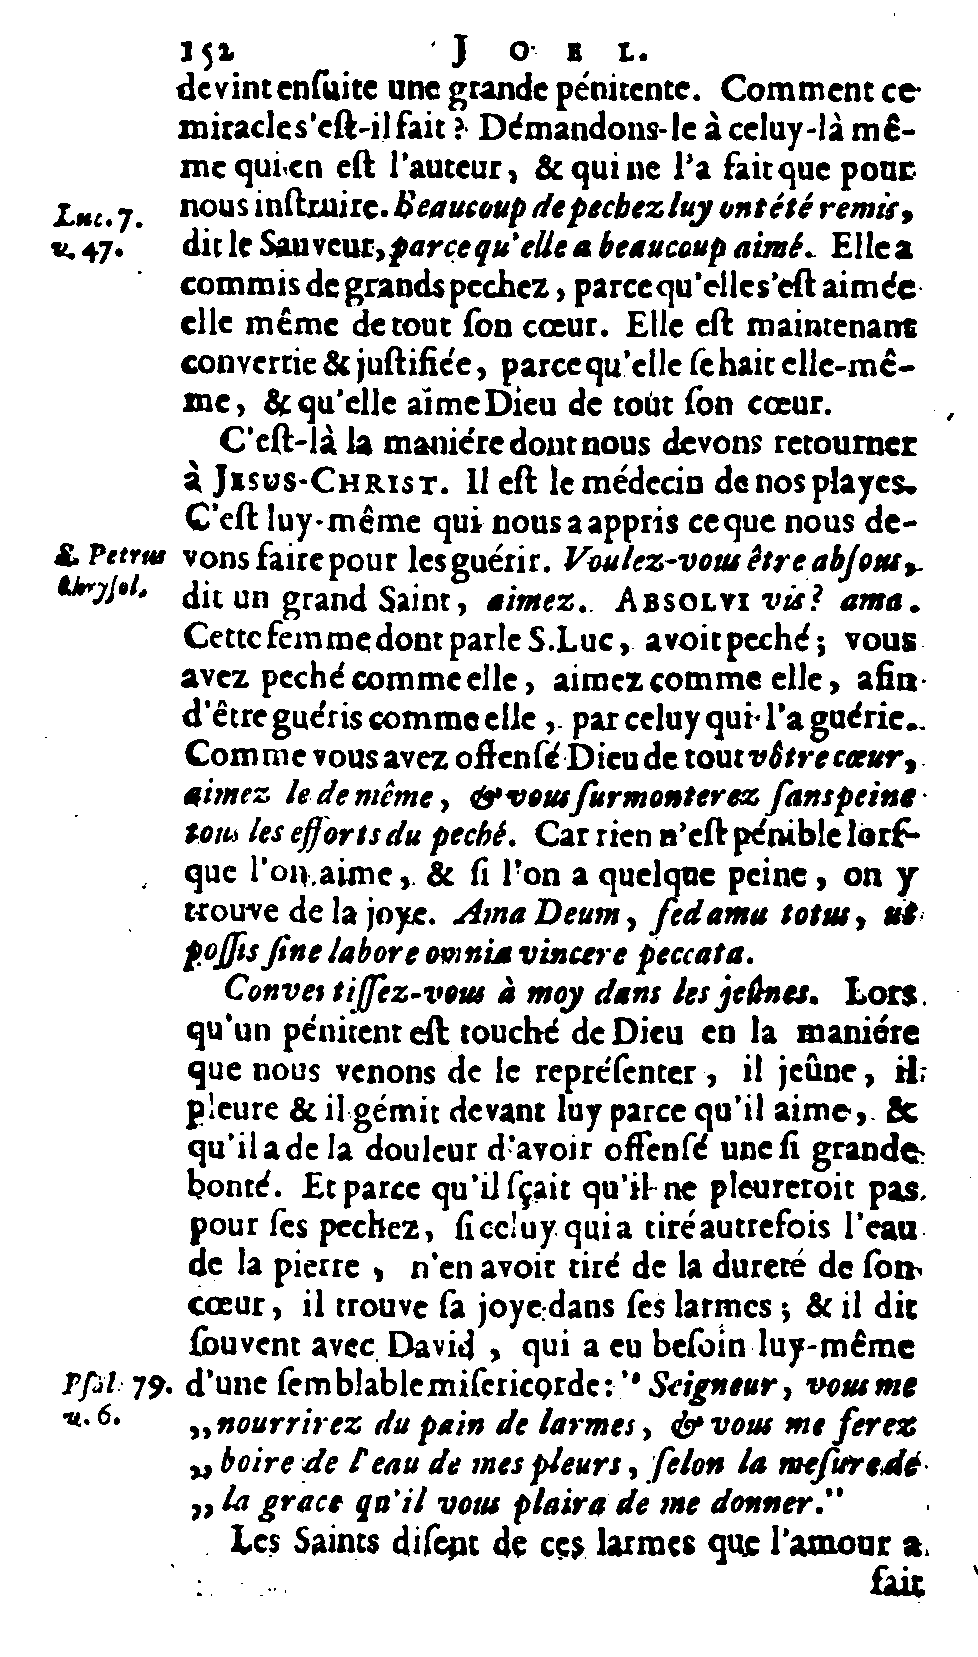 152 JOEL.
devint enſuite une grande pénitente. Comment ce
miracle s'eſt-il fait ? Démandons-le à celuy-là mê-
me qui en eſt l'auteur, & qui ne l'a fait que pour
nous inſtruire. Beaucoup de pechez luy ont été remis,
Luc. 7.
v. 47.
dit le Sauveur, parce qu'elle a beaucoup aimé. Elle a
commis de grands pechez, parce qu'elle s'eſt aimée
elle même de tout ſon cœur. Elle eſt maintenant
convertie & juſtifiée, parce qu'elle ſe hait elle-mê-
me, & qu'elle aime Dieu de tout ſon cœur.
C'eſt-là la maniére dont nous devons retourner
à JESUS-CHRIST. Il eſt le médecin de nos playes.
C'eſt luy-même qui nous a appris ce que nous de-
vons faire pour les guérir. Voulez-vous être abſous,
S. Petrus
Chryſol.
dit un grand Saint, aimez. ABSOLVI vis? ama.
Cette femme dont parle S. Luc, avoit peché; vous
avez peché comme elle, aimez comme elle, afin
d'être guéris comme elle, par celuy qui l'a guérie.
Comme vous avez offenſé Dieu de tout vôtre cœur,
aimez le de même, & vous ſurmonterez ſans peine
tous les efforts du peché. Car rien n'eſt pénible lorſ-
que l'on aime, & ſi l'on a quelque peine, on y
trouve de la joye. Ama Deum, ſed ama totus, ut
poſſis ſine labore omnia vincere peccata.
Convertiſſez-vous à moy dans les jeûnes. Lors
qu'un pénitent eſt touché de Dieu en la maniére
que nous venons de le repréſenter, il jeûne, il
pleure & il gémit devant luy parce qu'il aime, &
qu'il a de la douleur d'avoir offenſé une ſi grande
bonté. Et parce qu'il ſçait qu'il ne pleureroit pas
pour ſes pechez, ſi celuy qui a tiré autrefois l'eau
de la pierre, n'en avoit tiré de la dureté de ſon
cœur, il trouve ſa joye dans ſes larmes; & il dit
ſouvent avec David, qui a eu beſoin luy-même
d'une ſemblable miſericorde: '' Seigneur, vous me
Pſal. 79.
v. 6.
,, nourrirez du pain de larmes, & vous me ferez
,, boire de l'eau de mes pleurs, ſelon la meſure de
,, la grace qu'il vous plaira de me donner.''
Les Saints diſent de ces larmes que l'amour a
fait